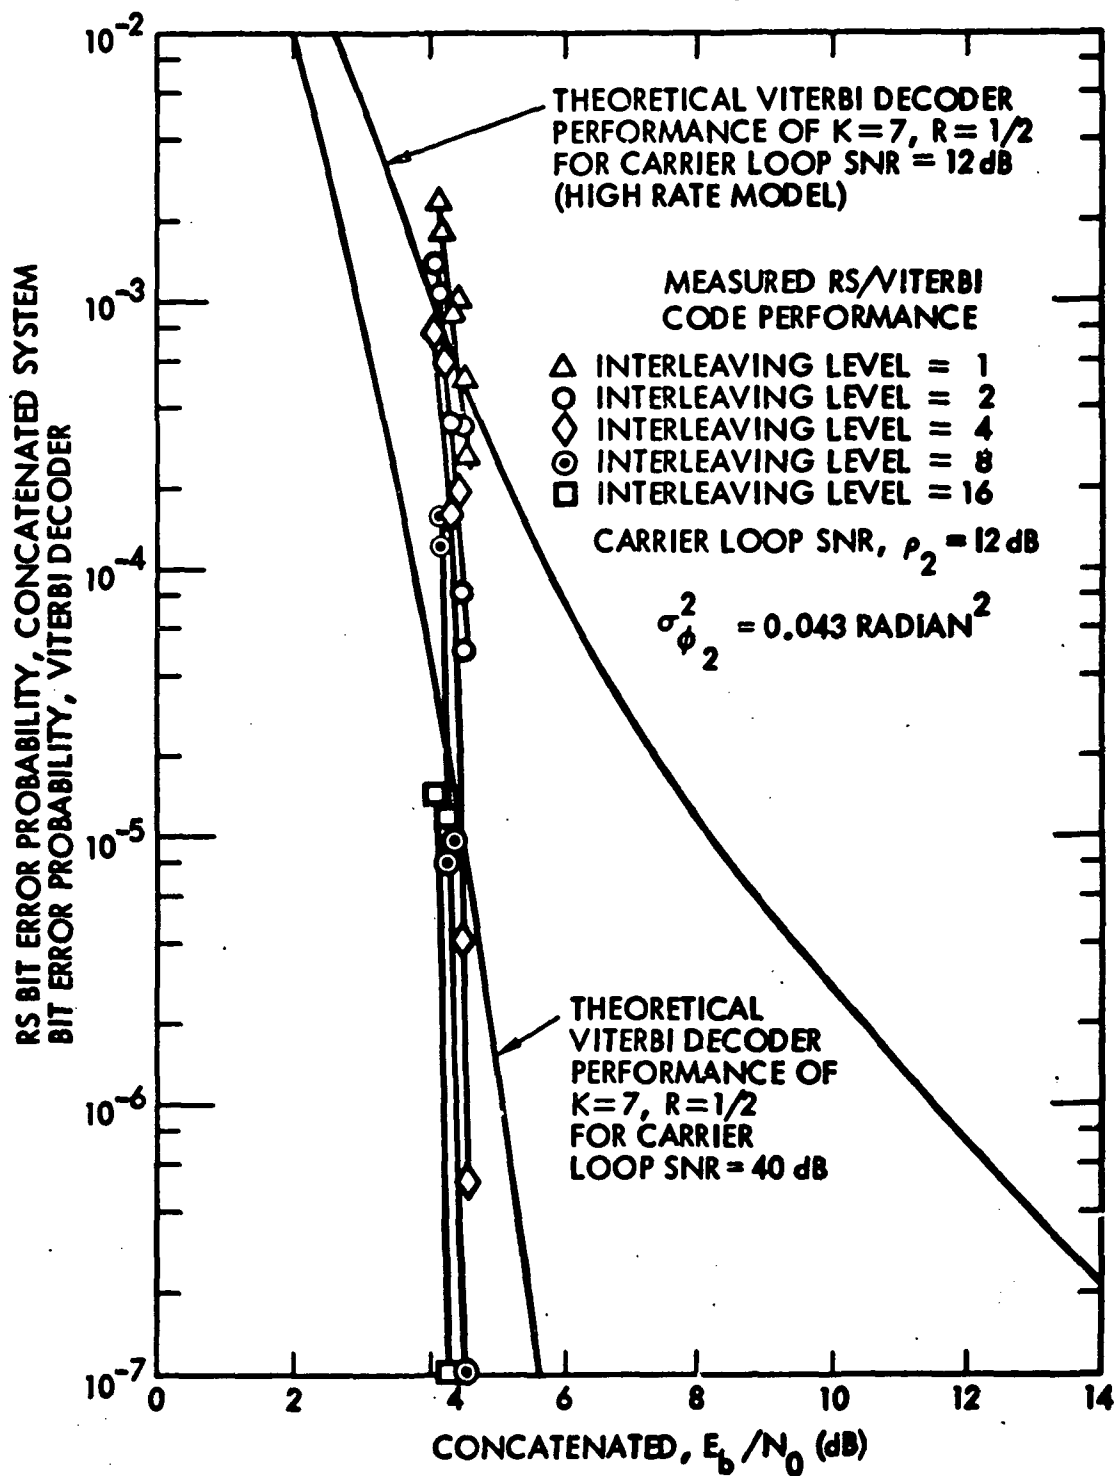 10⁻²
10⁻³
10⁻⁴
10⁻⁵
10⁻⁶
10⁻⁷
RS BIT ERROR PROBABILITY, CONCATENATED SYSTEM
BIT ERROR PROBABILITY, VITERBI DECODER
THEORETICAL VITERBI DECODER
PERFORMANCE OF K=7, R=1/2
FOR CARRIER LOOP SNR = 12 dB
(HIGH RATE MODEL)
MEASURED RS/VITERBI
CODE PERFORMANCE
△ INTERLEAVING LEVEL = 1
○ INTERLEAVING LEVEL = 2
◇ INTERLEAVING LEVEL = 4
⊙ INTERLEAVING LEVEL = 8
□ INTERLEAVING LEVEL = 16
CARRIER LOOP SNR, ρ₂ = 12 dB
σ²_ϕ₂ = 0.043 RADIAN²
THEORETICAL
VITERBI DECODER
PERFORMANCE OF
K=7, R=1/2
FOR CARRIER
LOOP SNR = 40 dB
0 2 4 6 8 10 12 14
CONCATENATED, E_b/N₀ (dB)